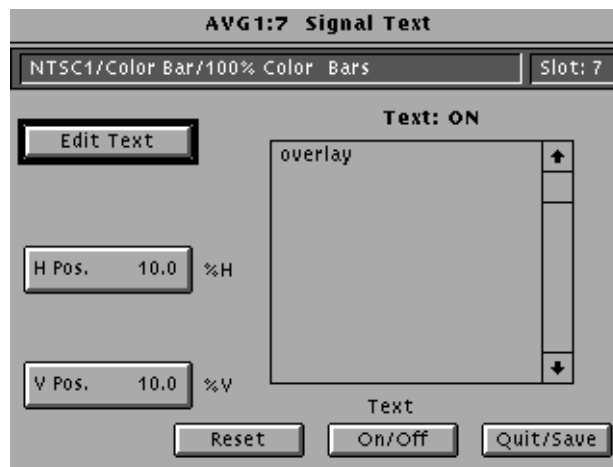 AVG1:7 Signal Text
NTSC1/Color Bar/100% Color Bars
Slot: 7
Edit Text
Text: ON
overlay
H Pos. 10.0 %H
V Pos. 10.0 %V
Text
Reset
On/Off
Quit/Save